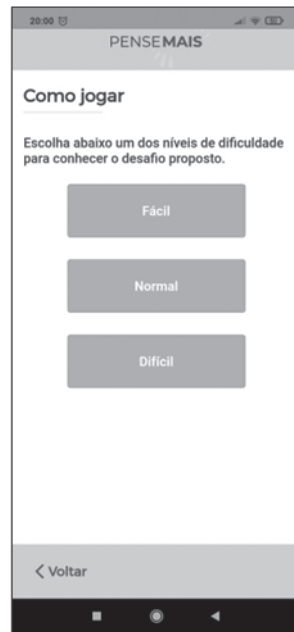 20:00
PENSEMAIS
Como jogar
Escolha abaixo um dos níveis de dificuldade
para conhecer o desafio proposto.
Fácil
Normal
Difícil
Voltar